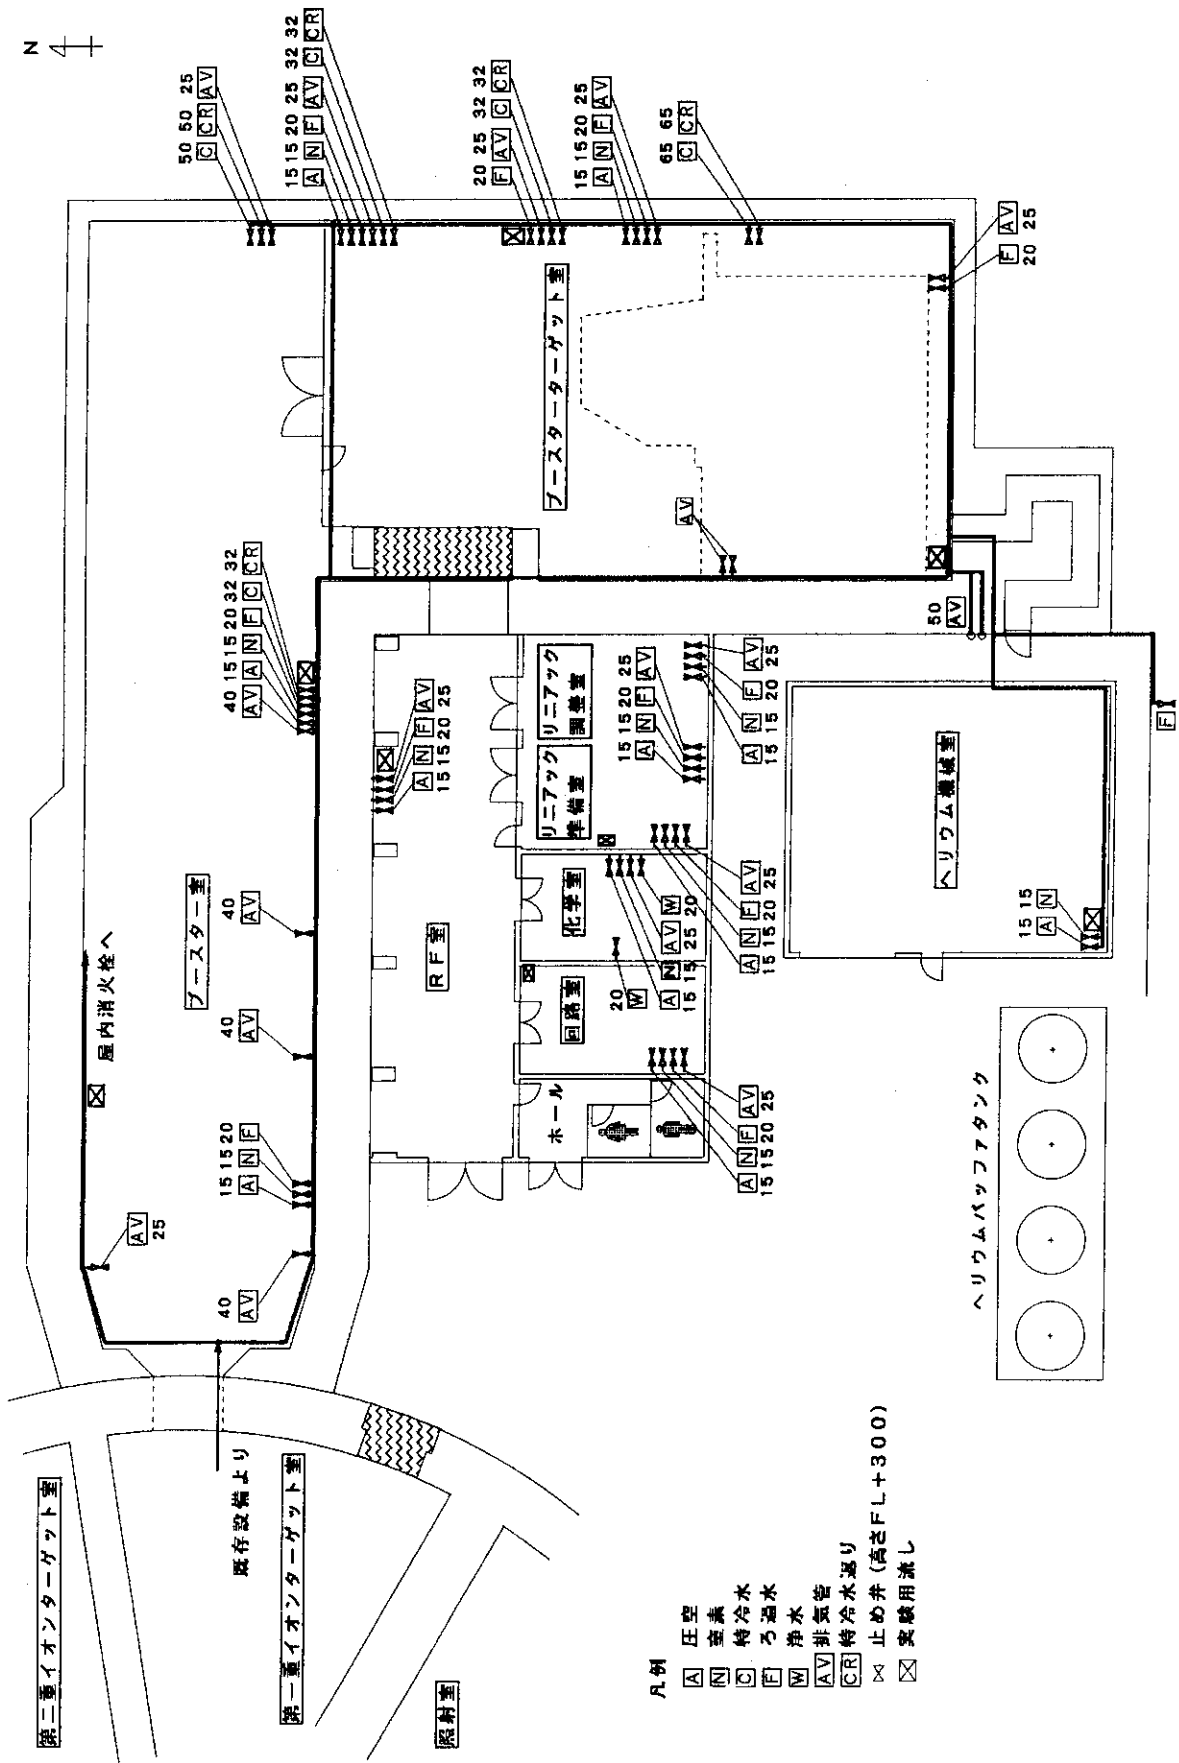 N
50 50 25
C CR AV
15 15 20 25 32 32
A N F AV C CR
20 25 32 32
F AV C CR
15 15 20 25
A N F AV
65 65
C CR
F AV
20 25
屋内消火栓へ
ブースター室
ブースターターゲット室
AV
25
40
AV
15 15 20
A N F
40
AV
40
AV
40 15 15 20 32 32
AV A N F C CR
AV
50
AV
RF室
A N F AV
15 15 20 25
ホール
回路室
化学室
リニアック
準備室
リニアック
調整室
20
W
A N AV W
15 15 25 20
15 15 20 25
A N F AV
A N F AV
15 15 20 25
A N F AV
15 15 20 25
A N F AV
15 15 20 25
ヘリウム機械室
15 15
A N
F
ヘリウムバッファタンク
第二重イオンターゲット室
既存設備より
第一重イオンターゲット室
照射室
凡例
A 圧空
N 窒素
C 特冷水
F ろ過水
W 浄水
AV 排気管
CR 特冷水返り
止め弁 (高さFL+300)
実験用流し